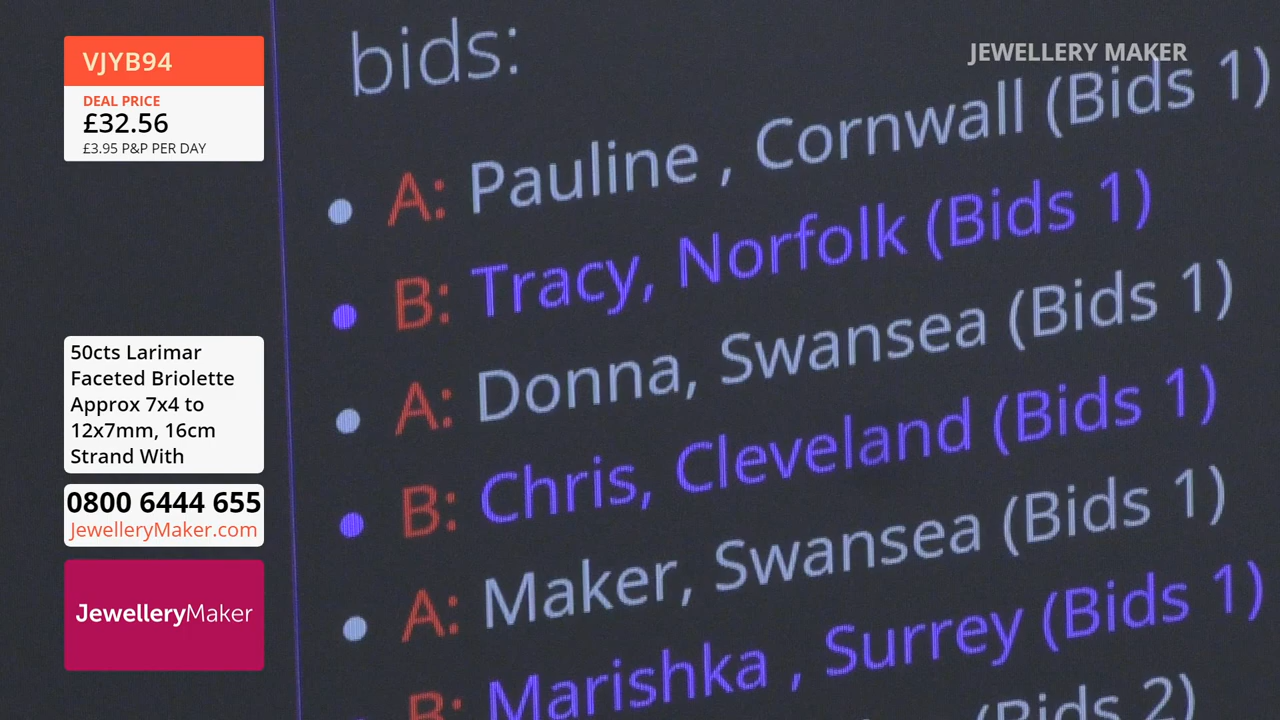 VJYB94
DEAL PRICE
£32.56
£3.95 P&P PER DAY
50cts Larimar
Faceted Briolette
Approx 7x4 to
12x7mm, 16cm
Strand With
0800 6444 655
JewelleryMaker.com
JewelleryMaker
JEWELLERY MAKER
bids:
• A: Pauline , Cornwall (Bids 1)
• B: Tracy, Norfolk (Bids 1)
• A: Donna, Swansea (Bids 1)
• B: Chris, Cleveland (Bids 1)
• A: Maker, Swansea (Bids 1)
• B: Marishka , Surrey (Bids 1)
(Bids 2)